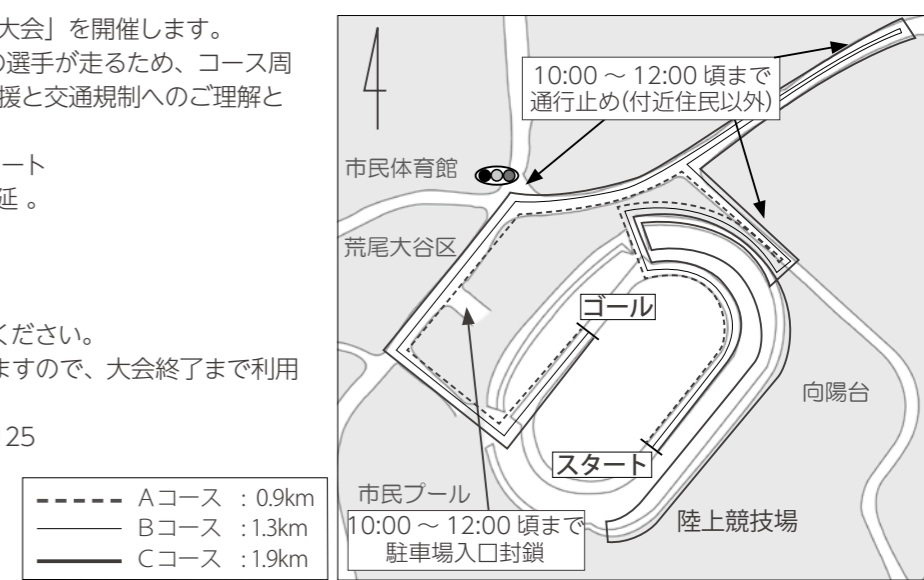 大会」を開催します。
の選手が走るため、コース周
援と交通規制へのご理解と
ート
延 。
ください。
ますので、大会終了まで利用
25
Aコース : 0.9km
Bコース : 1.3km
Cコース : 1.9km
10:00 ~ 12:00 頃まで
通行止め(付近住民以外)
市民体育館
荒尾大谷区
ゴール
向陽台
スタート
市民プール
陸上競技場
10:00 ~ 12:00 頃まで
駐車場入口封鎖